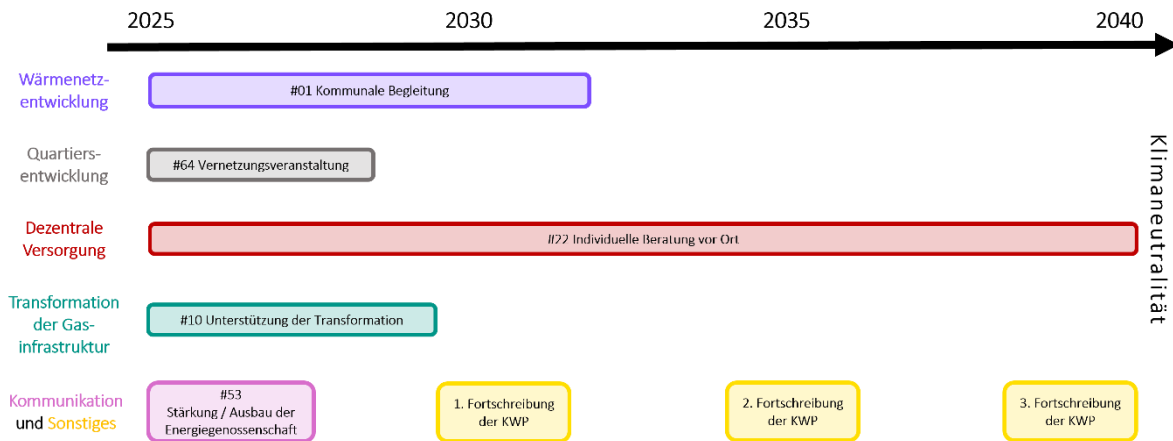 2025 2030 2035 2040
Wärmenetz-
entwicklung
#01 Kommunale Begleitung
Quartiers-
entwicklung
#64 Vernetzungsveranstaltung
Dezentrale
Versorgung
#22 Individuelle Beratung vor Ort
Transformation
der Gas-
infrastruktur
#10 Unterstützung der Transformation
Kommunikation
und Sonstiges
#53
Stärkung / Ausbau der
Energiegenossenschaft
1. Fortschreibung
der KWP
2. Fortschreibung
der KWP
3. Fortschreibung
der KWP
Klimaneutralität